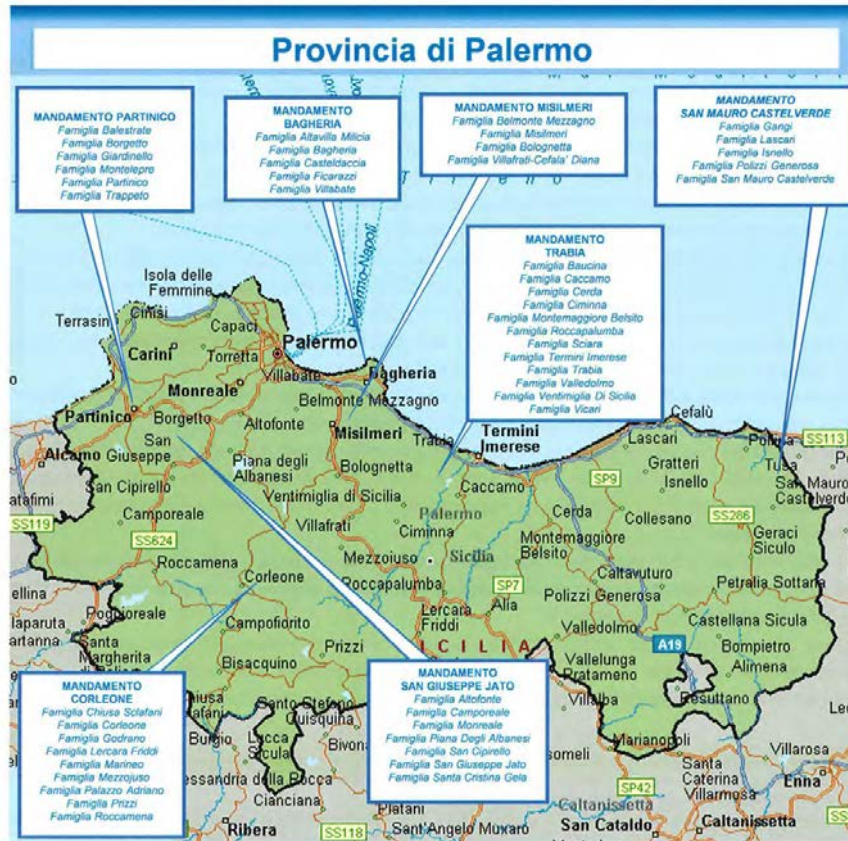 Provincia di Palermo
MANDAMENTO PARTINICO
Famiglia Balestrate
Famiglia Borgetto
Famiglia Giardinello
Famiglia Montelepre
Famiglia Partinico
Famiglia Trappeto
MANDAMENTO
BAGHERIA
Famiglia Altavilla Milicia
Famiglia Bagheria
Famiglia Casteldaccia
Famiglia Ficarazzi
Famiglia Villabate
MANDAMENTO MISILMERI
Famiglia Belmonte Mezzagno
Famiglia Misilmeri
Famiglia Bolognetta
Famiglia Villafrati-Cefala' Diana
MANDAMENTO
SAN MAURO CASTELVERDE
Famiglia Gangi
Famiglia Lascari
Famiglia Isnello
Famiglia Polizzi Generosa
Famiglia San Mauro Castelverde
MANDAMENTO
TRABIA
Famiglia Baucina
Famiglia Caccamo
Famiglia Cerda
Famiglia Ciminna
Famiglia Montemaggiore Belsito
Famiglia Roccapalumba
Famiglia Sciara
Famiglia Termini Imerese
Famiglia Trabia
Famiglia Valledolmo
Famiglia Ventimiglia Di Sicilia
Famiglia Vicari
Palermo-Napoli
Isola delle
Femmine
Cinisi
Terrasini
Capaci
Carini
Torretta
Palermo
Monreale
Villabate
Bagheria
Belmonte Mezzagno
Partinico
Borgetto
Altofonte
Misilmeri
Trabia
Termini
Imerese
Cefalù
Lascari
Pollina
SS113
Alcamo
San
Giuseppe
Piana degli
Albanesi
Bolognetta
Gratteri
Isnello
Tusa
San Mauro
Castelverde
SP9
San Cipirello
Ventimiglia di Sicilia
Caccamo
SS119
Camporeale
Villafrati
Palermo
Ciminna
Cerda
Collesano
SS286
Geraci
Siculo
SS624
Roccamena
Mezzoiuso
Sicilia
Montemaggiore
Belsito
Corleone
Roccapalumba
SP7
Caltavuturo
Petralia Sottana
Poggioreale
Lercara
Friddi
Alia
Polizzi Generosa
Santa
Margherita
Campofiorito
Prizzi
Valledolmo
Castellana Sicula
A19
Bompietro
Bisacquino
ICILIA
Vallelunga
Pratameno
Alimena
Resuttano
Villalba
Santo Stefano
Quisquina
Burgio
Lucca
Sicula
Marianopoli
Villarosa
Cianciana
Santa
Caterina
Villarmosa
Enna
SP42
Caltanissetta
Ribera
SS118
Platani
Sant'Angelo Muxaro
San Cataldo
Caltanissetta
MANDAMENTO
CORLEONE
Famiglia Chiusa Sclafani
Famiglia Corleone
Famiglia Godrano
Famiglia Lercara Friddi
Famiglia Marineo
Famiglia Mezzojuso
Famiglia Palazzo Adriano
Famiglia Prizzi
Famiglia Roccamena
MANDAMENTO
SAN GIUSEPPE JATO
Famiglia Altofonte
Famiglia Camporeale
Famiglia Monreale
Famiglia Piana Degli Albanesi
Famiglia San Cipirello
Famiglia San Giuseppe Jato
Famiglia Santa Cristina Gela